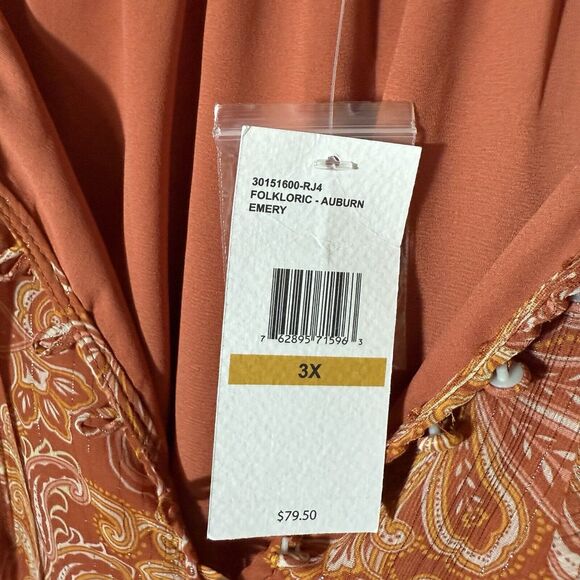 30151600-RJ4
FOLKLORIC - AUBURN
EMERY
7 62895 71596 3
3X
$79.50